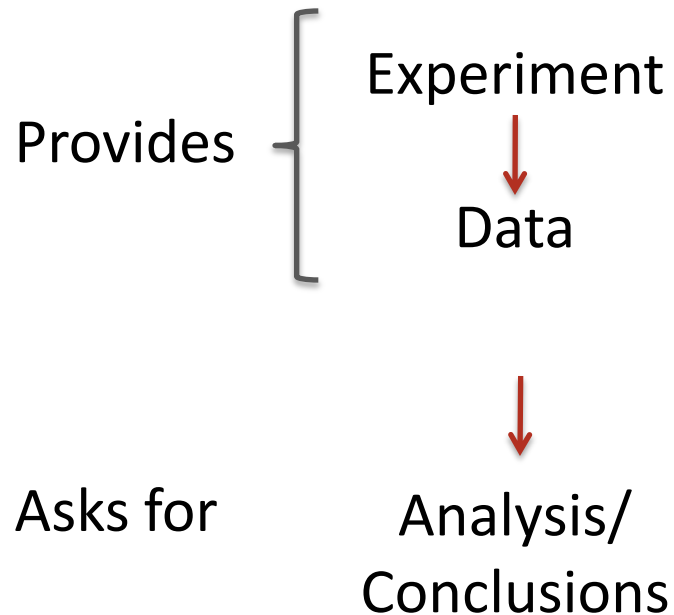 Experiment
Provides
Data
Asks for
Analysis/
Conclusions